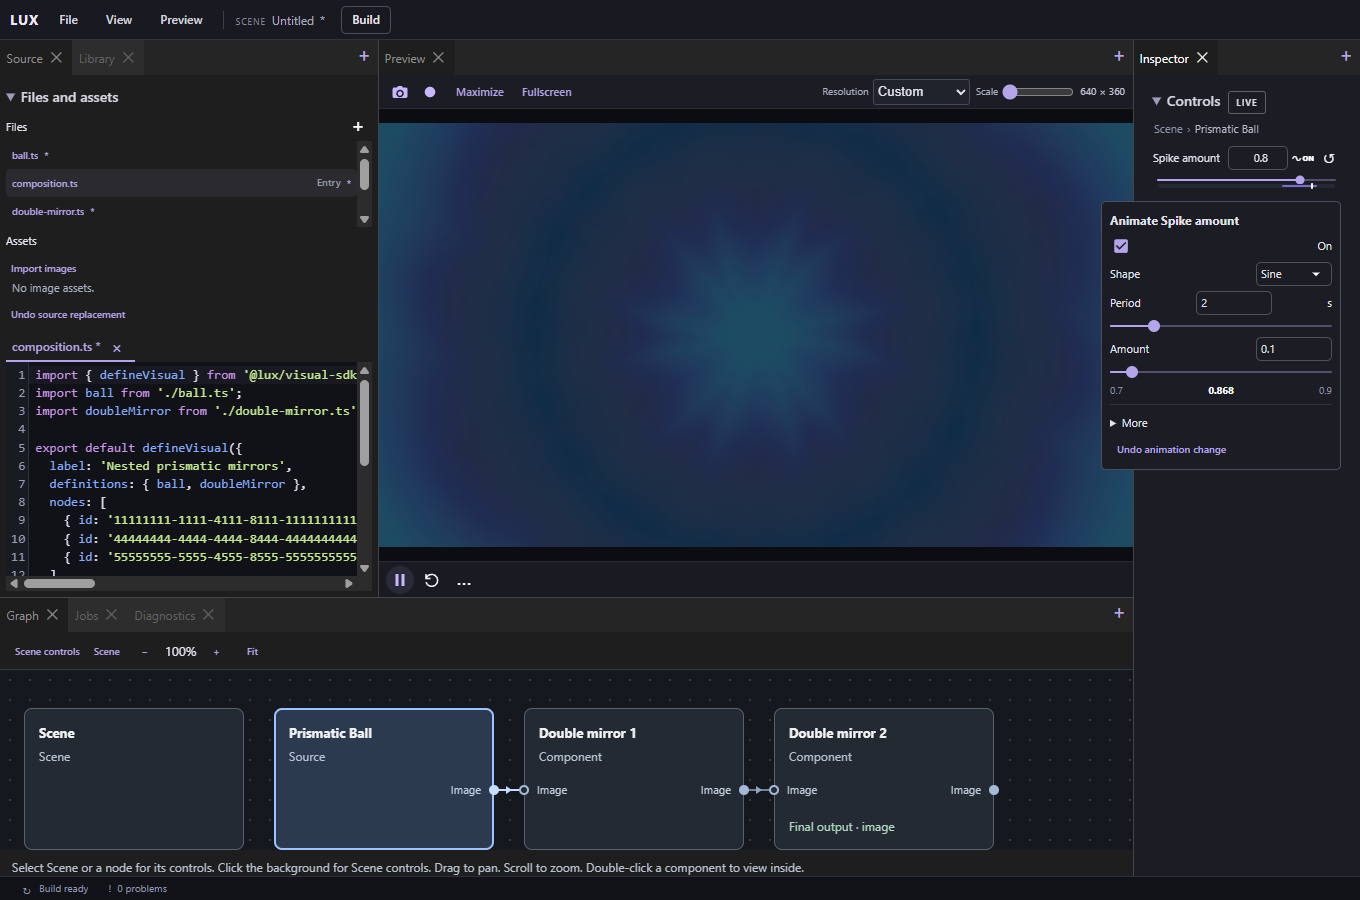 LUX File View Preview SCENE Untitled * Build
Source Library
Files and assets
Files
ball.ts *
composition.ts Entry *
double-mirror.ts *
Assets
Import images
No image assets.
Undo source replacement
composition.ts *
1 import { defineVisual } from '@lux/visual-sdk
2 import ball from './ball.ts';
3 import doubleMirror from './double-mirror.ts'
4
5 export default defineVisual({
6 label: 'Nested prismatic mirrors',
7 definitions: { ball, doubleMirror },
8 nodes: [
9 { id: '11111111-1111-4111-8111-1111111111
10 { id: '44444444-4444-4444-8444-4444444444
11 { id: '55555555-5555-4555-8555-5555555555
12 ]
Preview
Maximize Fullscreen Resolution Custom Scale 640 × 360
...
Inspector
Controls LIVE
Scene › Prismatic Ball
Spike amount 0.8 ON
Animate Spike amount
On
Shape Sine
Period 2 s
Amount 0.1
0.7 0.868 0.9
More
Undo animation change
Graph Jobs Diagnostics
Scene controls Scene − 100% + Fit
Scene
Scene
Prismatic Ball
Source
Image
Double mirror 1
Component
Image Image
Double mirror 2
Component
Image Image
Final output · image
Select Scene or a node for its controls. Click the background for Scene controls. Drag to pan. Scroll to zoom. Double-click a component to view inside.
Build ready ! 0 problems